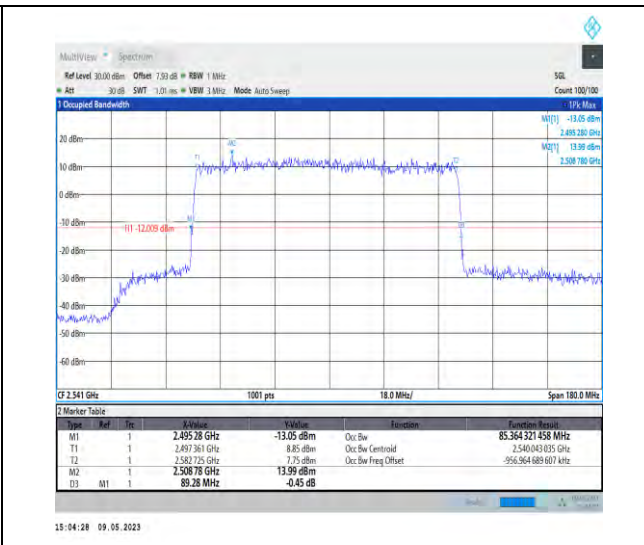 MultiView Spectrum
Ref Level 30.00 dBm Offset 7.93 dB RBW 1 MHz SGL
Att 30 dB SWT 1.01 ms VBW 3 MHz Mode Auto Sweep Count 100/100
1 Occupied Bandwidth 1Pk Max
M1[1] -13.05 dBm
2.495 280 GHz
M2[1] 13.99 dBm
2.508 780 GHz
20 dBm
M2
T1 T2
10 dBm
0 dBm
-10 dBm
H1 -12.009 dBm
-20 dBm
-30 dBm
-40 dBm
-50 dBm
-60 dBm
CF 2.541 GHz 1001 pts 18.0 MHz/ Span 180.0 MHz
2 Marker Table
Type Ref Trc X-Value Y-Value Function Function Result
M1 1 2.495 28 GHz -13.05 dBm Occ Bw 85.364 321 458 MHz
T1 1 2.497 361 GHz 8.85 dBm Occ Bw Centroid 2.540 043 035 GHz
T2 1 2.582 725 GHz 7.75 dBm Occ Bw Freq Offset -956.964 689 607 kHz
M2 1 2.508 78 GHz 13.99 dBm
D3 M1 1 89.28 MHz -0.45 dB
15:04:28 09.05.2023